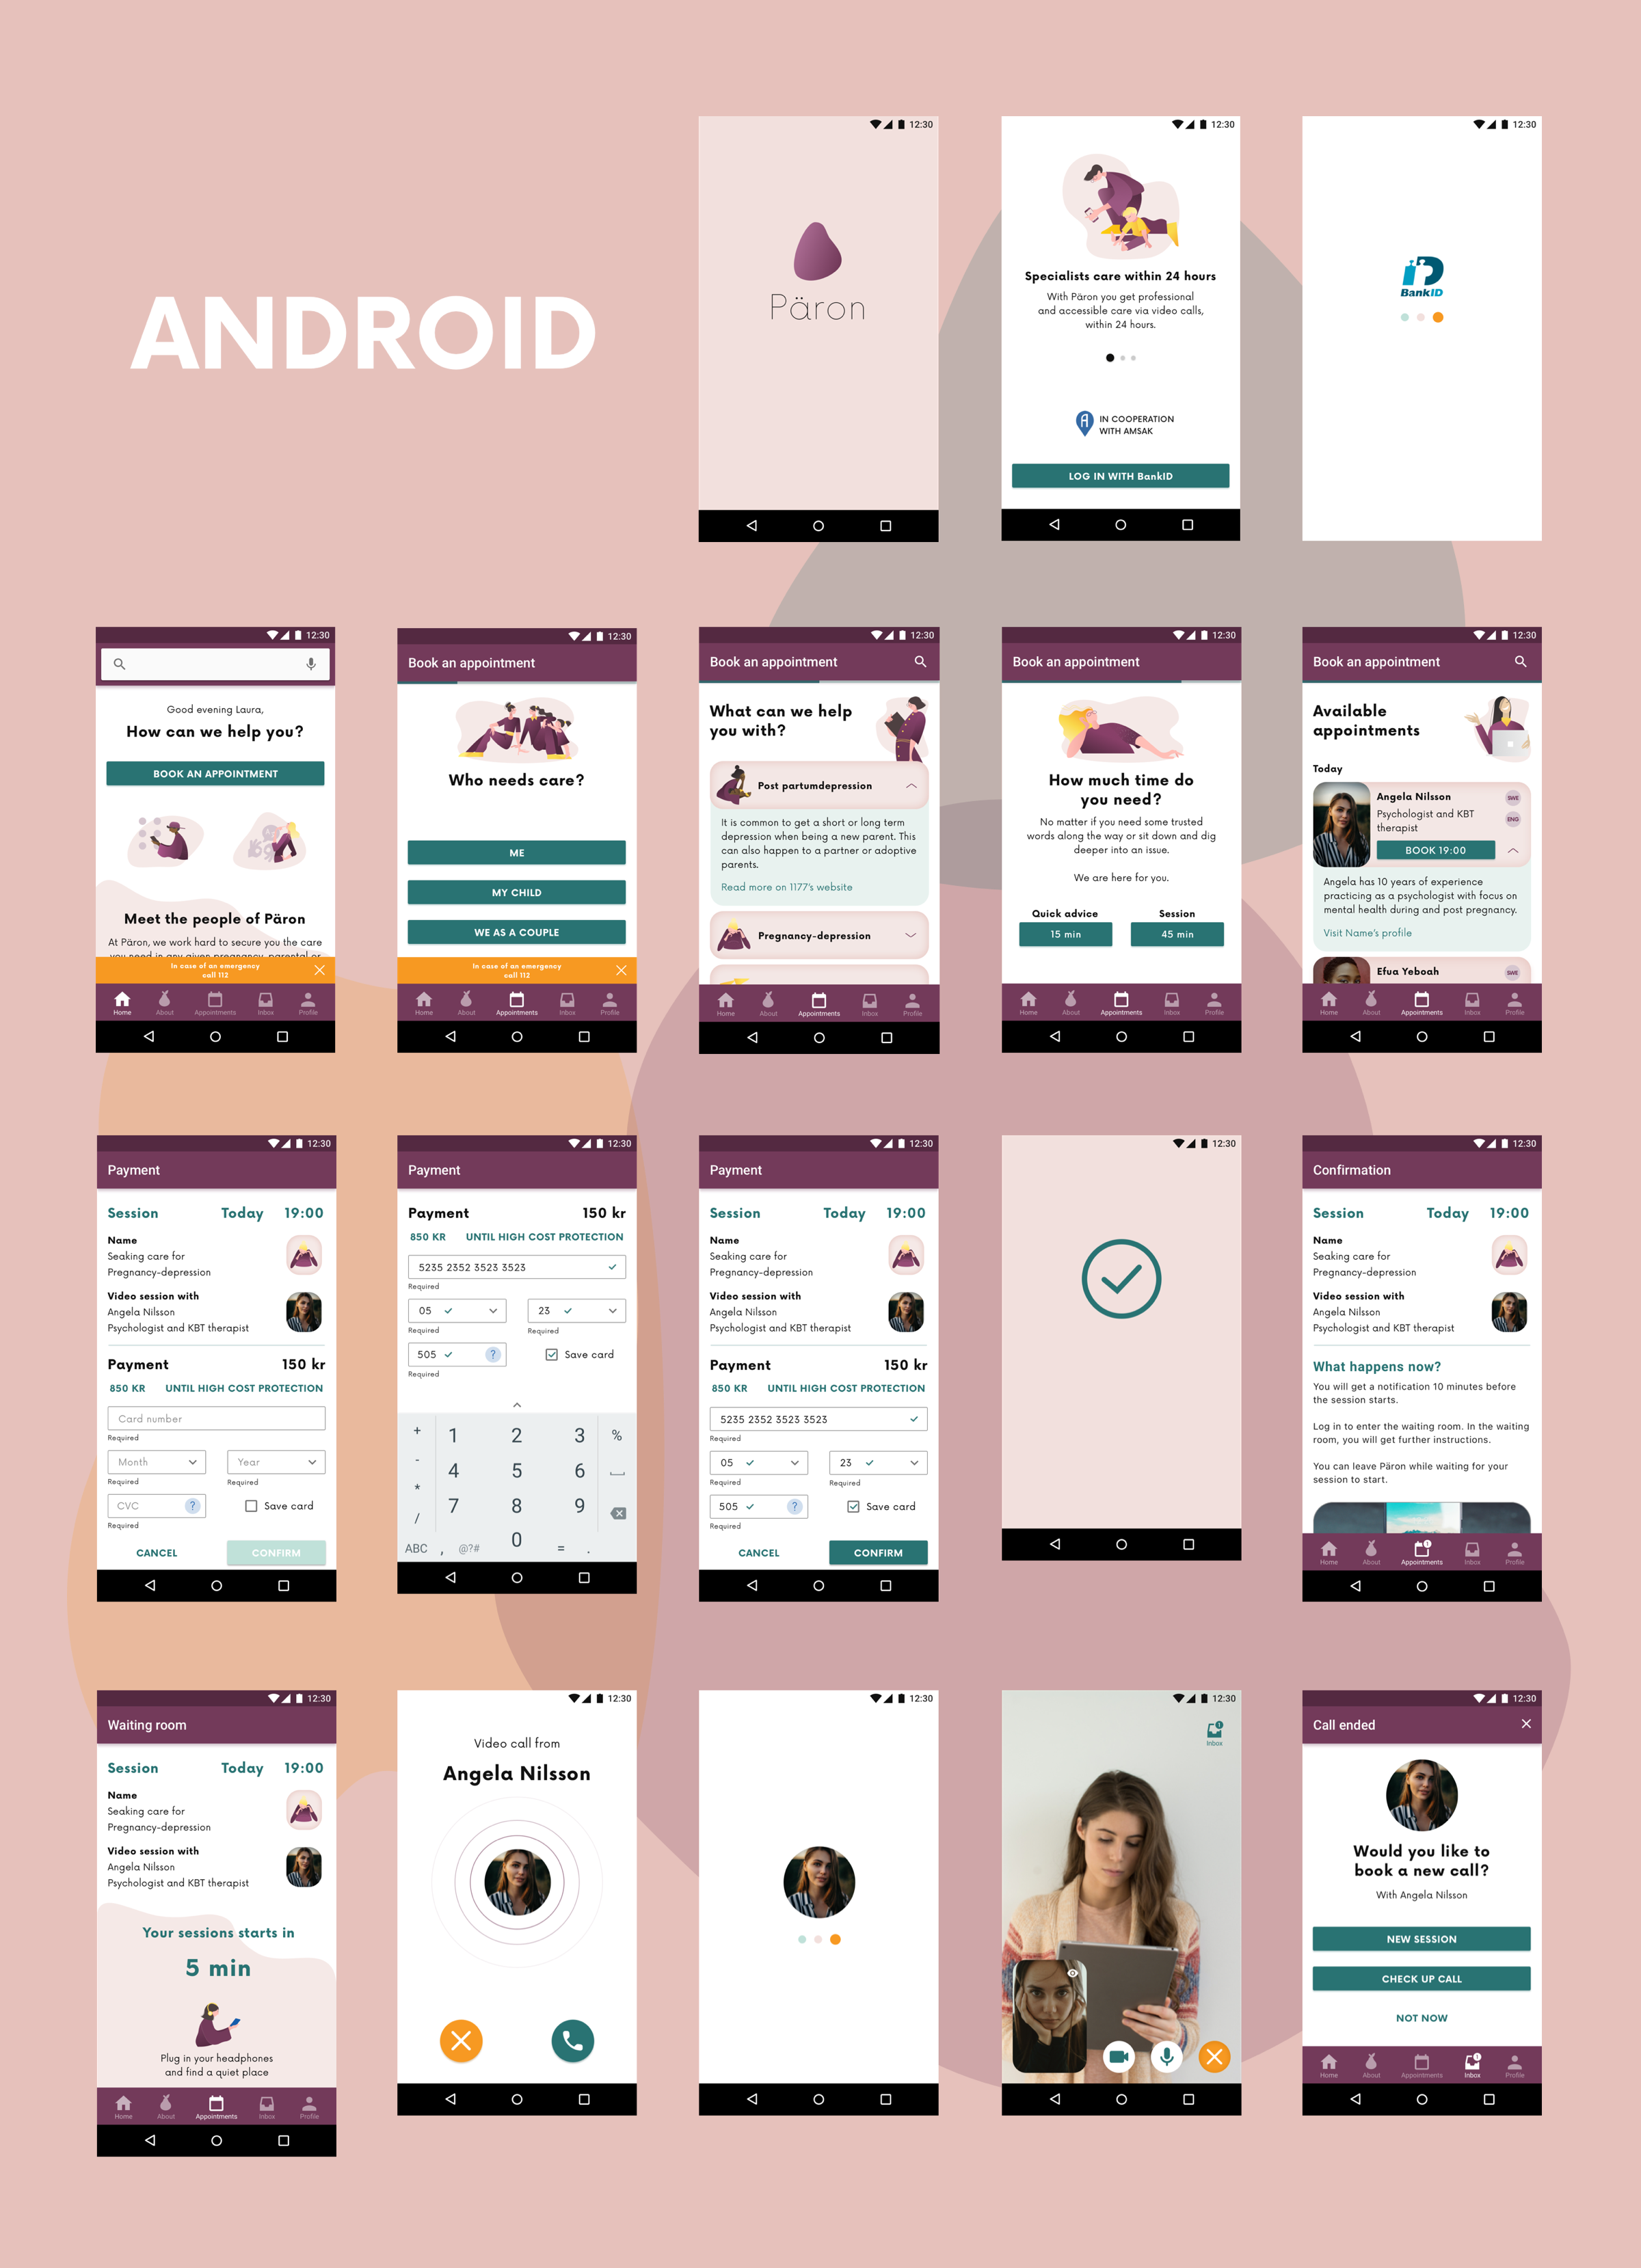 ANDROID
12:30
Päron
12:30
Specialists care within 24 hours
With Päron you get professional
and accessible care via video calls,
within 24 hours.
IN COOPERATION
WITH AMSAK
LOG IN WITH BankID
12:30
BankID
12:30
Good evening Laura,
How can we help you?
BOOK AN APPOINTMENT
Meet the people of Päron
At Päron, we work hard to secure you the care
you need in any given pregnancy, parental or
In case of an emergency
call 112
Home About Appointments Inbox Profile
12:30
Book an appointment
Who needs care?
ME
MY CHILD
WE AS A COUPLE
In case of an emergency
call 112
Home About Appointments Inbox Profile
12:30
Book an appointment
What can we help
you with?
Post partumdepression
It is common to get a short or long term
depression when being a new parent. This
can also happen to a partner or adoptive
parents.
Read more on 1177's website
Pregnancy-depression
Home About Appointments Inbox Profile
12:30
Book an appointment
How much time do
you need?
No matter if you need some trusted
words along the way or sit down and dig
deeper into an issue.
We are here for you.
Quick advice Session
15 min 45 min
Home About Appointments Inbox Profile
12:30
Book an appointment
Available
appointments
Today
Angela Nilsson SWE
Psychologist and KBT ENG
therapist
BOOK 19:00
Angela has 10 years of experience
practicing as a psychologist with focus on
mental health during and post pregnancy.
Visit Name's profile
Efua Yeboah SWE
Home About Appointments Inbox Profile
12:30
Payment
Session Today 19:00
Name
Seaking care for
Pregnancy-depression
Video session with
Angela Nilsson
Psychologist and KBT therapist
Payment 150 kr
850 KR UNTIL HIGH COST PROTECTION
Card number
Required
Month Year
Required Required
CVC ? Save card
Required
CANCEL CONFIRM
12:30
Payment
Payment 150 kr
850 KR UNTIL HIGH COST PROTECTION
5235 2352 3523 3523
Required
05 23
Required Required
505 ? Save card
Required
+ 1 2 3 %
- 4 5 6
* 7 8 9
/
ABC , @?# 0 = .
12:30
Payment
Session Today 19:00
Name
Seaking care for
Pregnancy-depression
Video session with
Angela Nilsson
Psychologist and KBT therapist
Payment 150 kr
850 KR UNTIL HIGH COST PROTECTION
5235 2352 3523 3523
Required
05 23
Required Required
505 ? Save card
Required
CANCEL CONFIRM
12:30
12:30
Confirmation
Session Today 19:00
Name
Seaking care for
Pregnancy-depression
Video session with
Angela Nilsson
Psychologist and KBT therapist
What happens now?
You will get a notification 10 minutes before
the session starts.
Log in to enter the waiting room. In the waiting
room, you will get further instructions.
You can leave Päron while waiting for your
session to start.
1
Home About Appointments Inbox Profile
12:30
Waiting room
Session Today 19:00
Name
Seaking care for
Pregnancy-depression
Video session with
Angela Nilsson
Psychologist and KBT therapist
Your sessions starts in
5 min
Plug in your headphones
and find a quiet place
Home About Appointments Inbox Profile
12:30
Video call from
Angela Nilsson
12:30
12:30
1
Inbox
12:30
Call ended
Would you like to
book a new call?
With Angela Nilsson
NEW SESSION
CHECK UP CALL
NOT NOW
1
Home About Appointments Inbox Profile